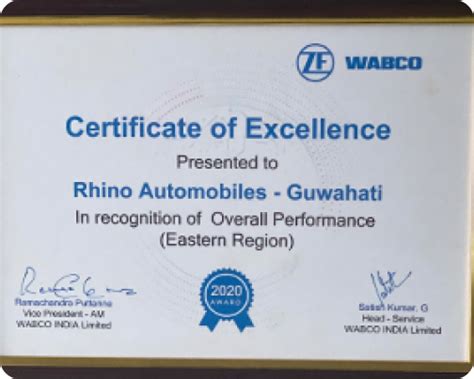 ZF WABCO
Certificate of Excellence
Presented to
Rhino Automobiles - Guwahati
In recognition of Overall Performance
(Eastern Region)
Ramachandra Puttanna
Vice President - AM
WABCO INDIA Limited
2020
AWARD
Satish Kumar. G
Head - Service
WABCO INDIA Limited